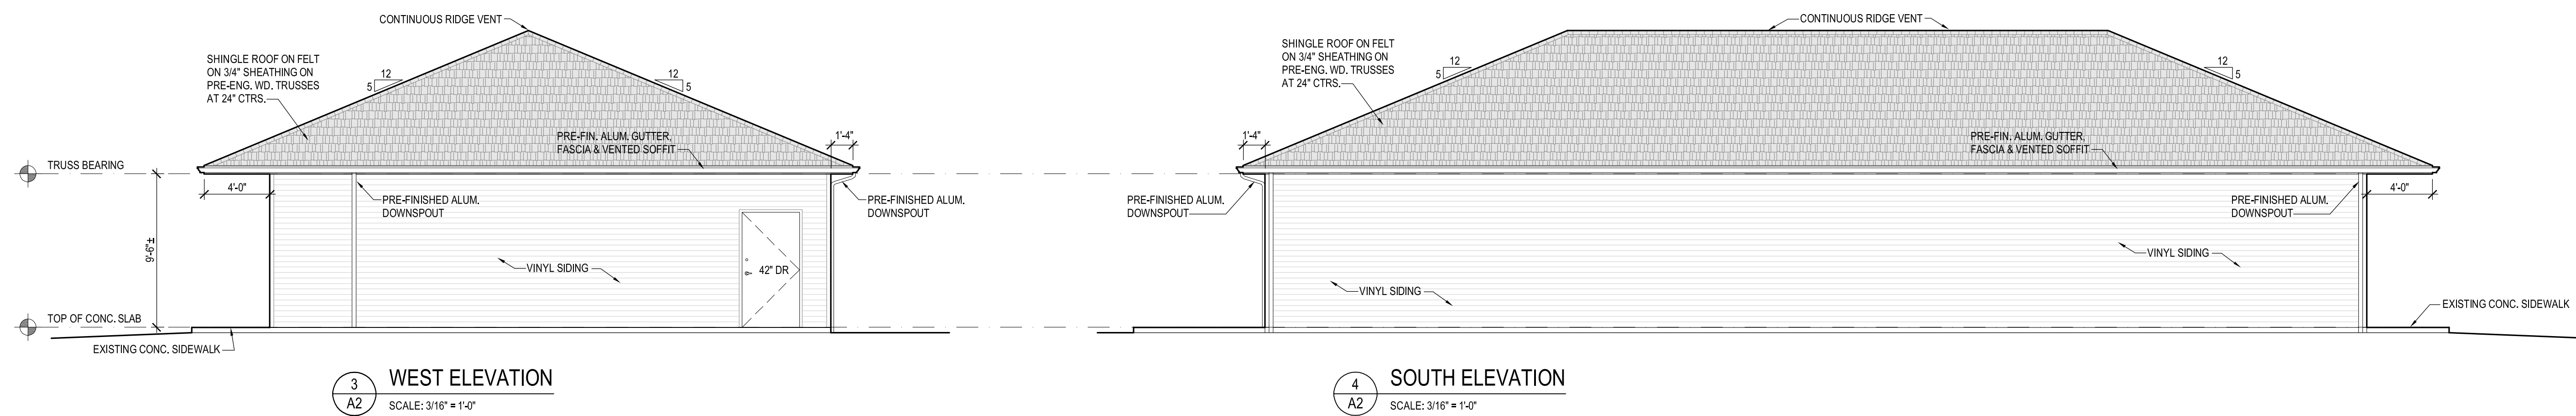 CONTINUOUS RIDGE VENT
SHINGLE ROOF ON FELT
ON 3/4" SHEATHING ON
PRE-ENG. WD. TRUSSES
AT 24" CTRS.
12
5
12
5
PRE-FIN. ALUM. GUTTER,
FASCIA & VENTED SOFFIT
1'-4"
TRUSS BEARING
4'-0"
PRE-FINISHED ALUM.
DOWNSPOUT
PRE-FINISHED ALUM.
DOWNSPOUT
9'-6"±
VINYL SIDING
42" DR
TOP OF CONC. SLAB
EXISTING CONC. SIDEWALK
3
A2
WEST ELEVATION
SCALE: 3/16" = 1'-0"
CONTINUOUS RIDGE VENT
SHINGLE ROOF ON FELT
ON 3/4" SHEATHING ON
PRE-ENG. WD. TRUSSES
AT 24" CTRS.
12
5
12
5
1'-4"
PRE-FIN. ALUM. GUTTER,
FASCIA & VENTED SOFFIT
PRE-FINISHED ALUM.
DOWNSPOUT
PRE-FINISHED ALUM.
DOWNSPOUT
4'-0"
VINYL SIDING
VINYL SIDING
EXISTING CONC. SIDEWALK
4
A2
SOUTH ELEVATION
SCALE: 3/16" = 1'-0"